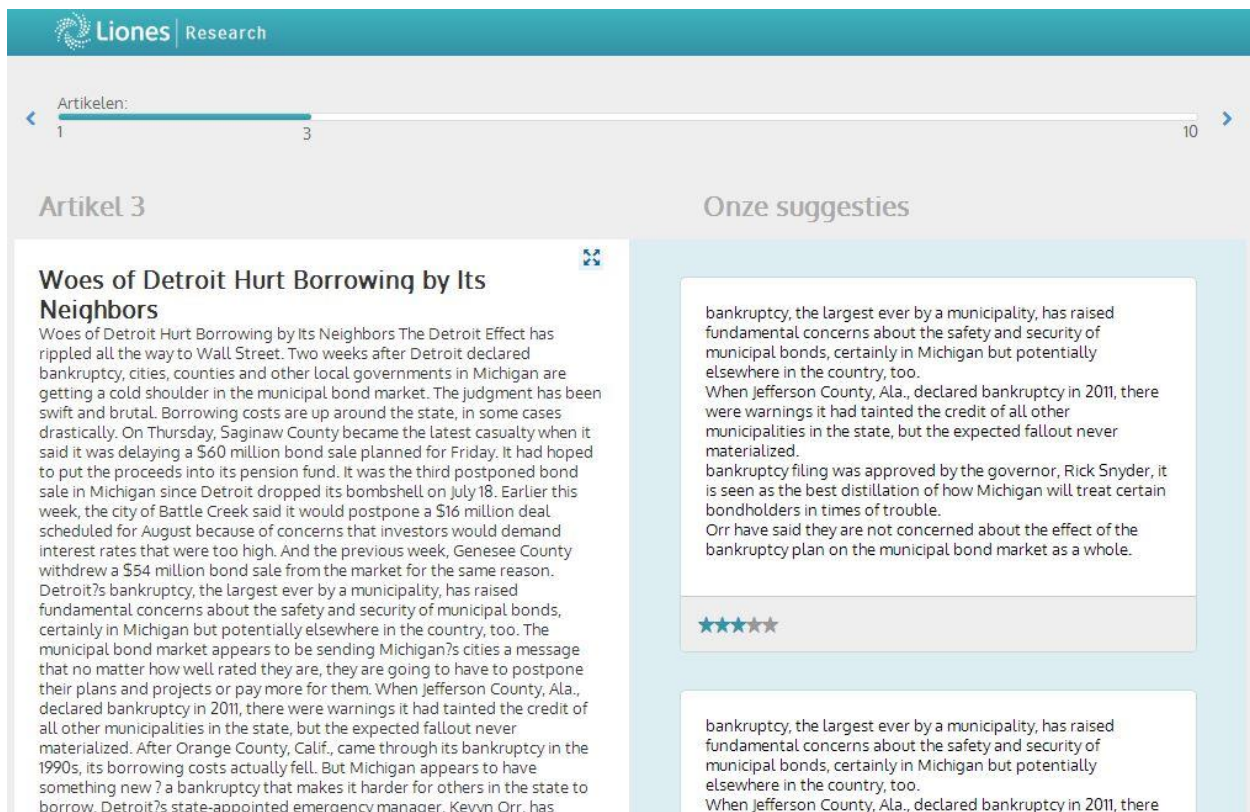 Liones Research
Artikelen:
1 3 10
Artikel 3
Woes of Detroit Hurt Borrowing by Its
Neighbors
Woes of Detroit Hurt Borrowing by Its Neighbors The Detroit Effect has
rippled all the way to Wall Street. Two weeks after Detroit declared
bankruptcy, cities, counties and other local governments in Michigan are
getting a cold shoulder in the municipal bond market. The judgment has been
swift and brutal. Borrowing costs are up around the state, in some cases
drastically. On Thursday, Saginaw County became the latest casualty when it
said it was delaying a $60 million bond sale planned for Friday. It had hoped
to put the proceeds into its pension fund. It was the third postponed bond
sale in Michigan since Detroit dropped its bombshell on July 18. Earlier this
week, the city of Battle Creek said it would postpone a $16 million deal
scheduled for August because of concerns that investors would demand
interest rates that were too high. And the previous week, Genesee County
withdrew a $54 million bond sale from the market for the same reason.
Detroit?s bankruptcy, the largest ever by a municipality, has raised
fundamental concerns about the safety and security of municipal bonds,
certainly in Michigan but potentially elsewhere in the country, too. The
municipal bond market appears to be sending Michigan?s cities a message
that no matter how well rated they are, they are going to have to postpone
their plans and projects or pay more for them. When Jefferson County, Ala.,
declared bankruptcy in 2011, there were warnings it had tainted the credit of
all other municipalities in the state, but the expected fallout never
materialized. After Orange County, Calif., came through its bankruptcy in the
1990s, its borrowing costs actually fell. But Michigan appears to have
something new ? a bankruptcy that makes it harder for others in the state to
borrow. Detroit?s state-appointed emergency manager, Kevyn Orr, has
Onze suggesties
bankruptcy, the largest ever by a municipality, has raised
fundamental concerns about the safety and security of
municipal bonds, certainly in Michigan but potentially
elsewhere in the country, too.
When Jefferson County, Ala., declared bankruptcy in 2011, there
were warnings it had tainted the credit of all other
municipalities in the state, but the expected fallout never
materialized.
bankruptcy filing was approved by the governor, Rick Snyder, it
is seen as the best distillation of how Michigan will treat certain
bondholders in times of trouble.
Orr have said they are not concerned about the effect of the
bankruptcy plan on the municipal bond market as a whole.
bankruptcy, the largest ever by a municipality, has raised
fundamental concerns about the safety and security of
municipal bonds, certainly in Michigan but potentially
elsewhere in the country, too.
When Jefferson County, Ala., declared bankruptcy in 2011, there